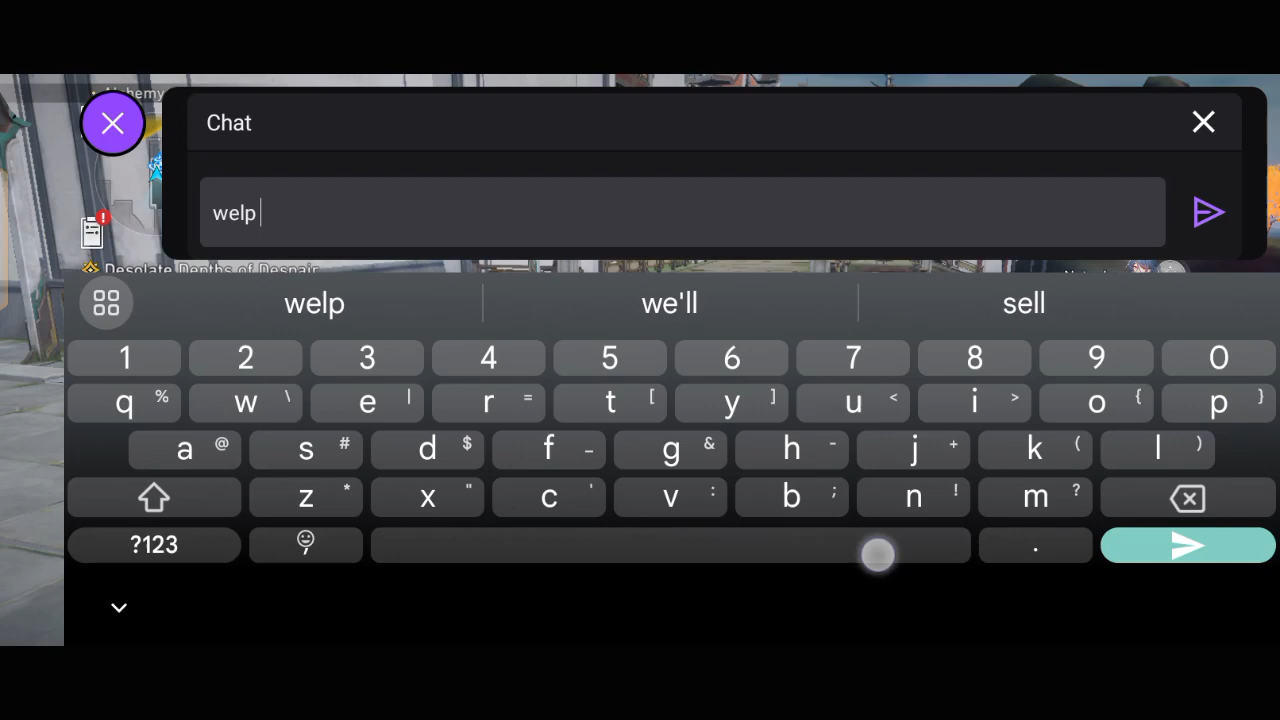 Alchemy
Chat
welp
!
Desolate Depths of Despair
welp we'll sell
1 2 3 4 5 6 7 8 9 0
q % w \ e | r = t [ y ] u < i > o { p }
a @ s # d $ f _ g & h - j + k ( l )
z * x " c ' v : b ; n ! m ?
?123 .